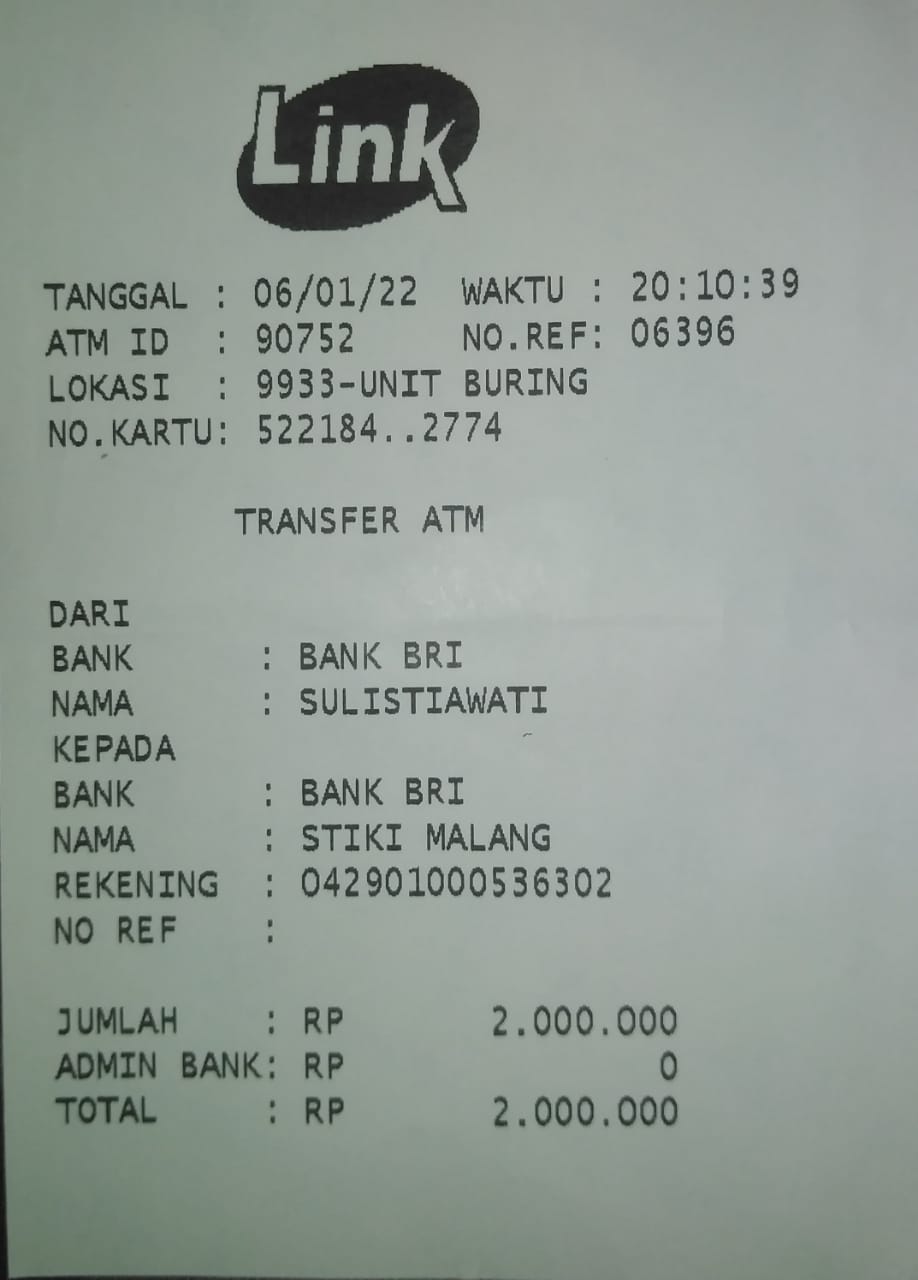 Link
TANGGAL : 06/01/22 WAKTU : 20:10:39
ATM ID : 90752 NO.REF: 06396
LOKASI : 9933-UNIT BURING
NO.KARTU: 522184..2774
TRANSFER ATM
DARI
BANK : BANK BRI
NAMA : SULISTIAWATI
KEPADA
BANK : BANK BRI
NAMA : STIKI MALANG
REKENING : 042901000536302
NO REF :
JUMLAH : RP 2.000.000
ADMIN BANK: RP 0
TOTAL : RP 2.000.000